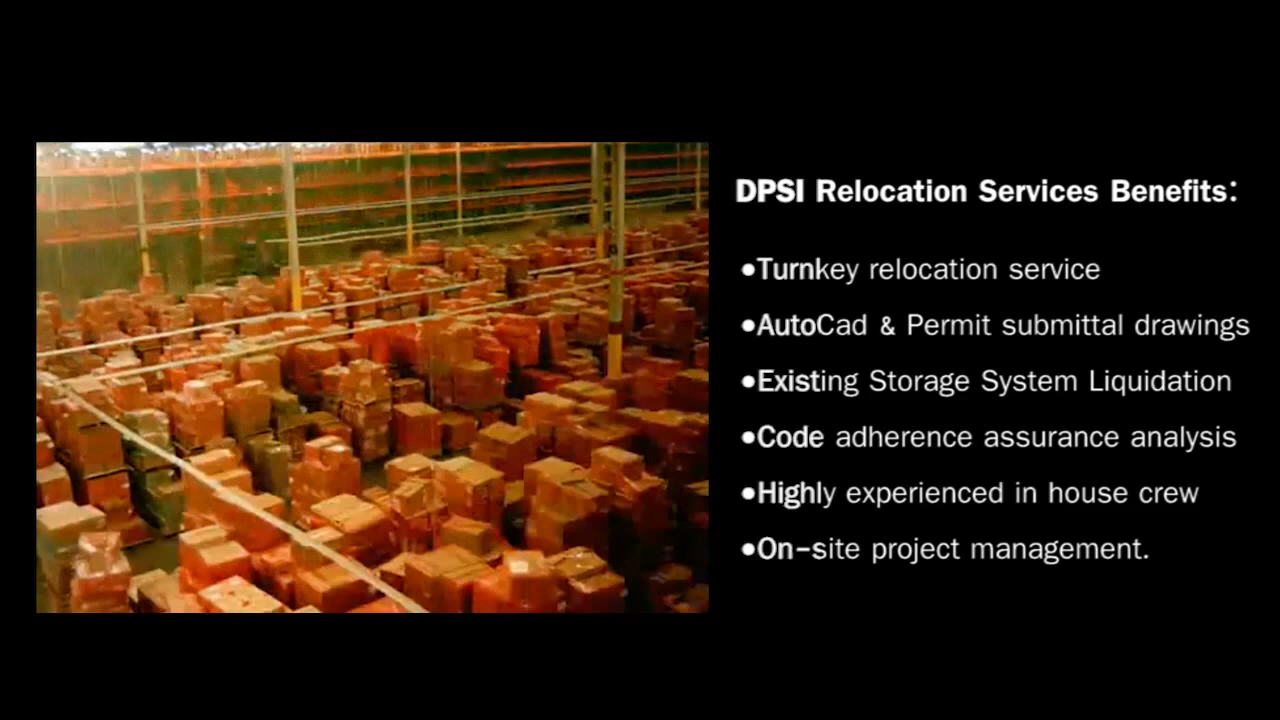 DPSI Relocation Services Benefits:
•Turnkey relocation service
•AutoCad & Permit submittal drawings
•Existing Storage System Liquidation
•Code adherence assurance analysis
•Highly experienced in house crew
•On-site project management.